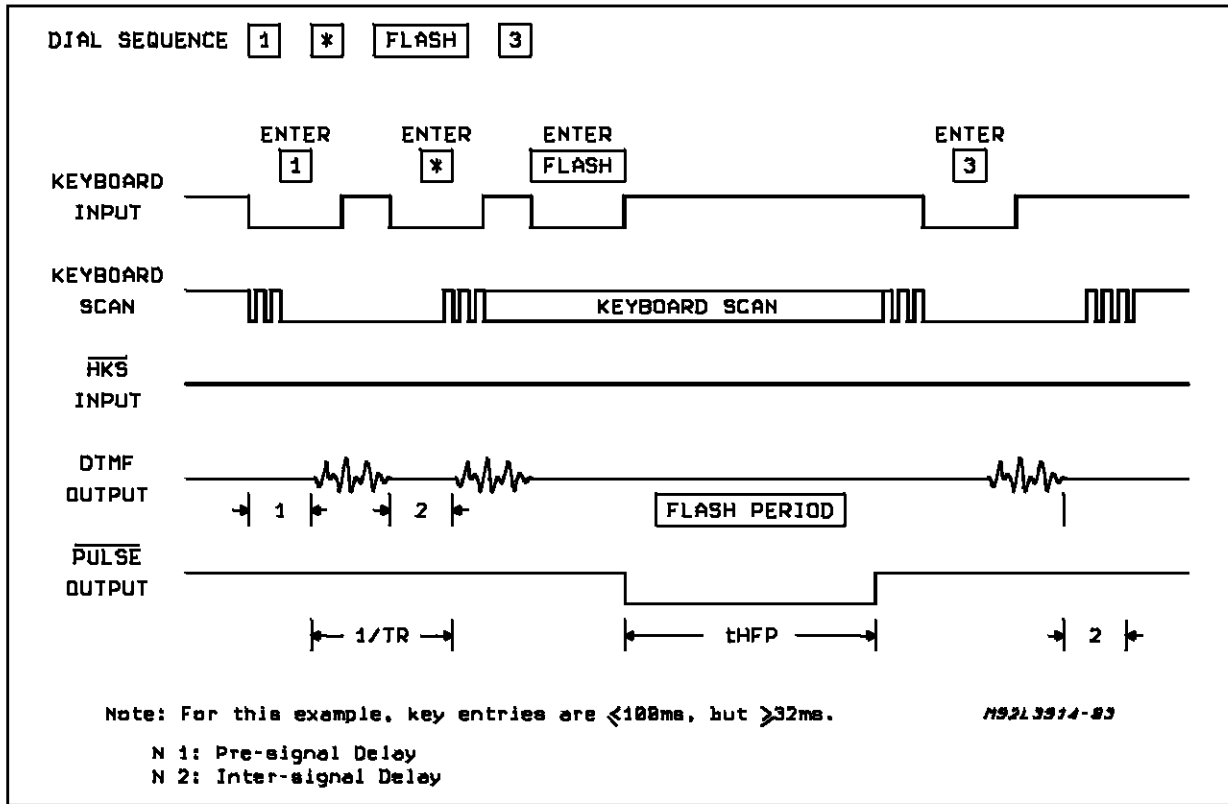 DIAL SEQUENCE 1 * FLASH 3
ENTER ENTER ENTER ENTER
1 * FLASH 3
KEYBOARD
INPUT
KEYBOARD
SCAN
KEYBOARD SCAN
HKS
INPUT
DTMF
OUTPUT
1 2 FLASH PERIOD
PULSE
OUTPUT
1/TR tHFP 2
Note: For this example, key entries are ⩽100ms, but ⩾32ms. M92L3914-03
N 1: Pre-signal Delay
N 2: Inter-signal Delay